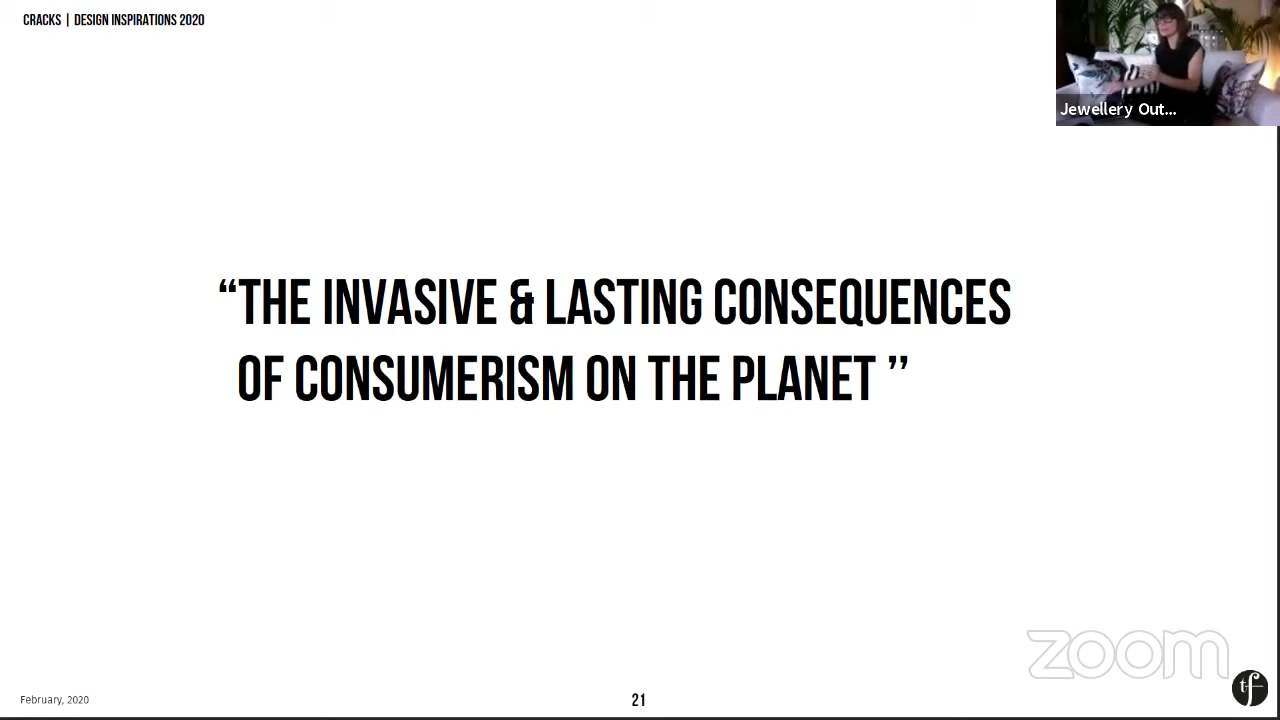 CRACKS | DESIGN INSPIRATIONS 2020
Jewellery Out...
“THE INVASIVE & LASTING CONSEQUENCES
OF CONSUMERISM ON THE PLANET ”
zoom
February, 2020
21
tf